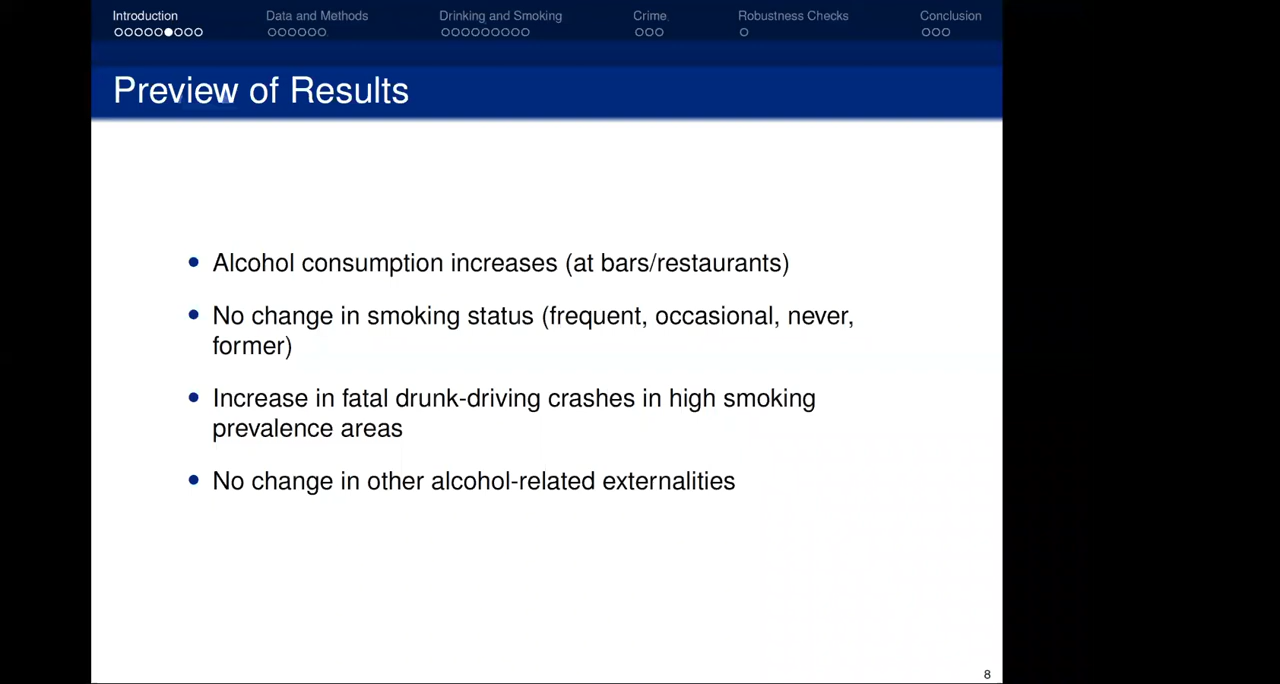 Introduction Data and Methods Drinking and Smoking Crime Robustness Checks Conclusion
Preview of Results
• Alcohol consumption increases (at bars/restaurants)
• No change in smoking status (frequent, occasional, never,
former)
• Increase in fatal drunk-driving crashes in high smoking
prevalence areas
• No change in other alcohol-related externalities
8